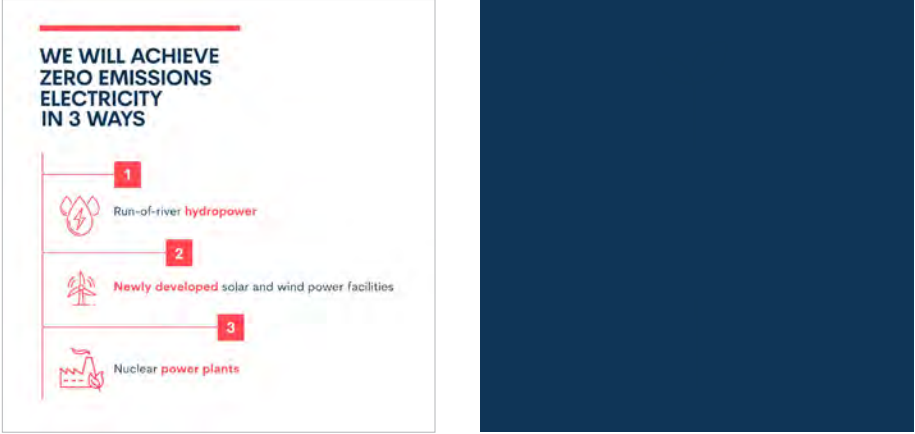 WE WILL ACHIEVE
ZERO EMISSIONS
ELECTRICITY
IN 3 WAYS
1
Run-of-river hydropower
2
Newly developed solar and wind power facilities
3
Nuclear power plants